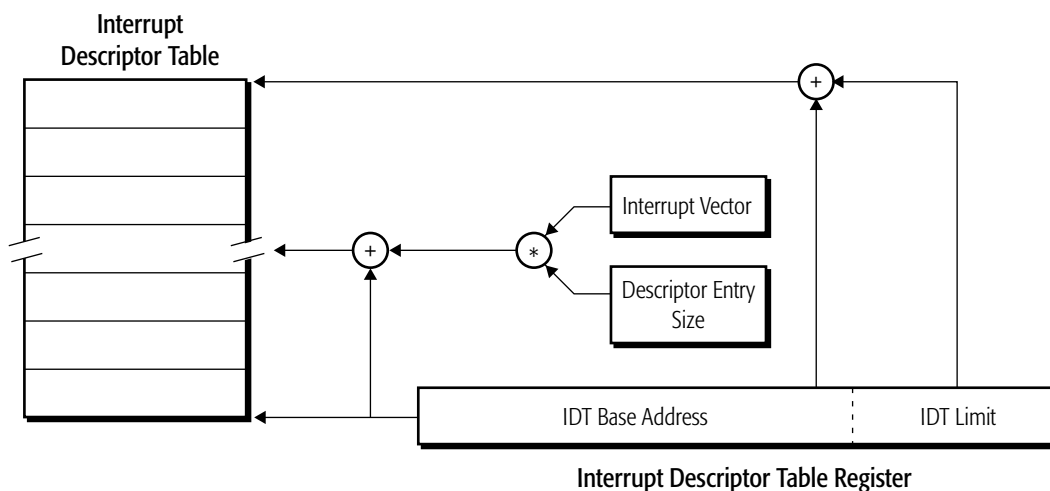 Interrupt
Descriptor Table
+
Interrupt Vector
+
*
Descriptor Entry
Size
IDT Base Address
IDT Limit
Interrupt Descriptor Table Register